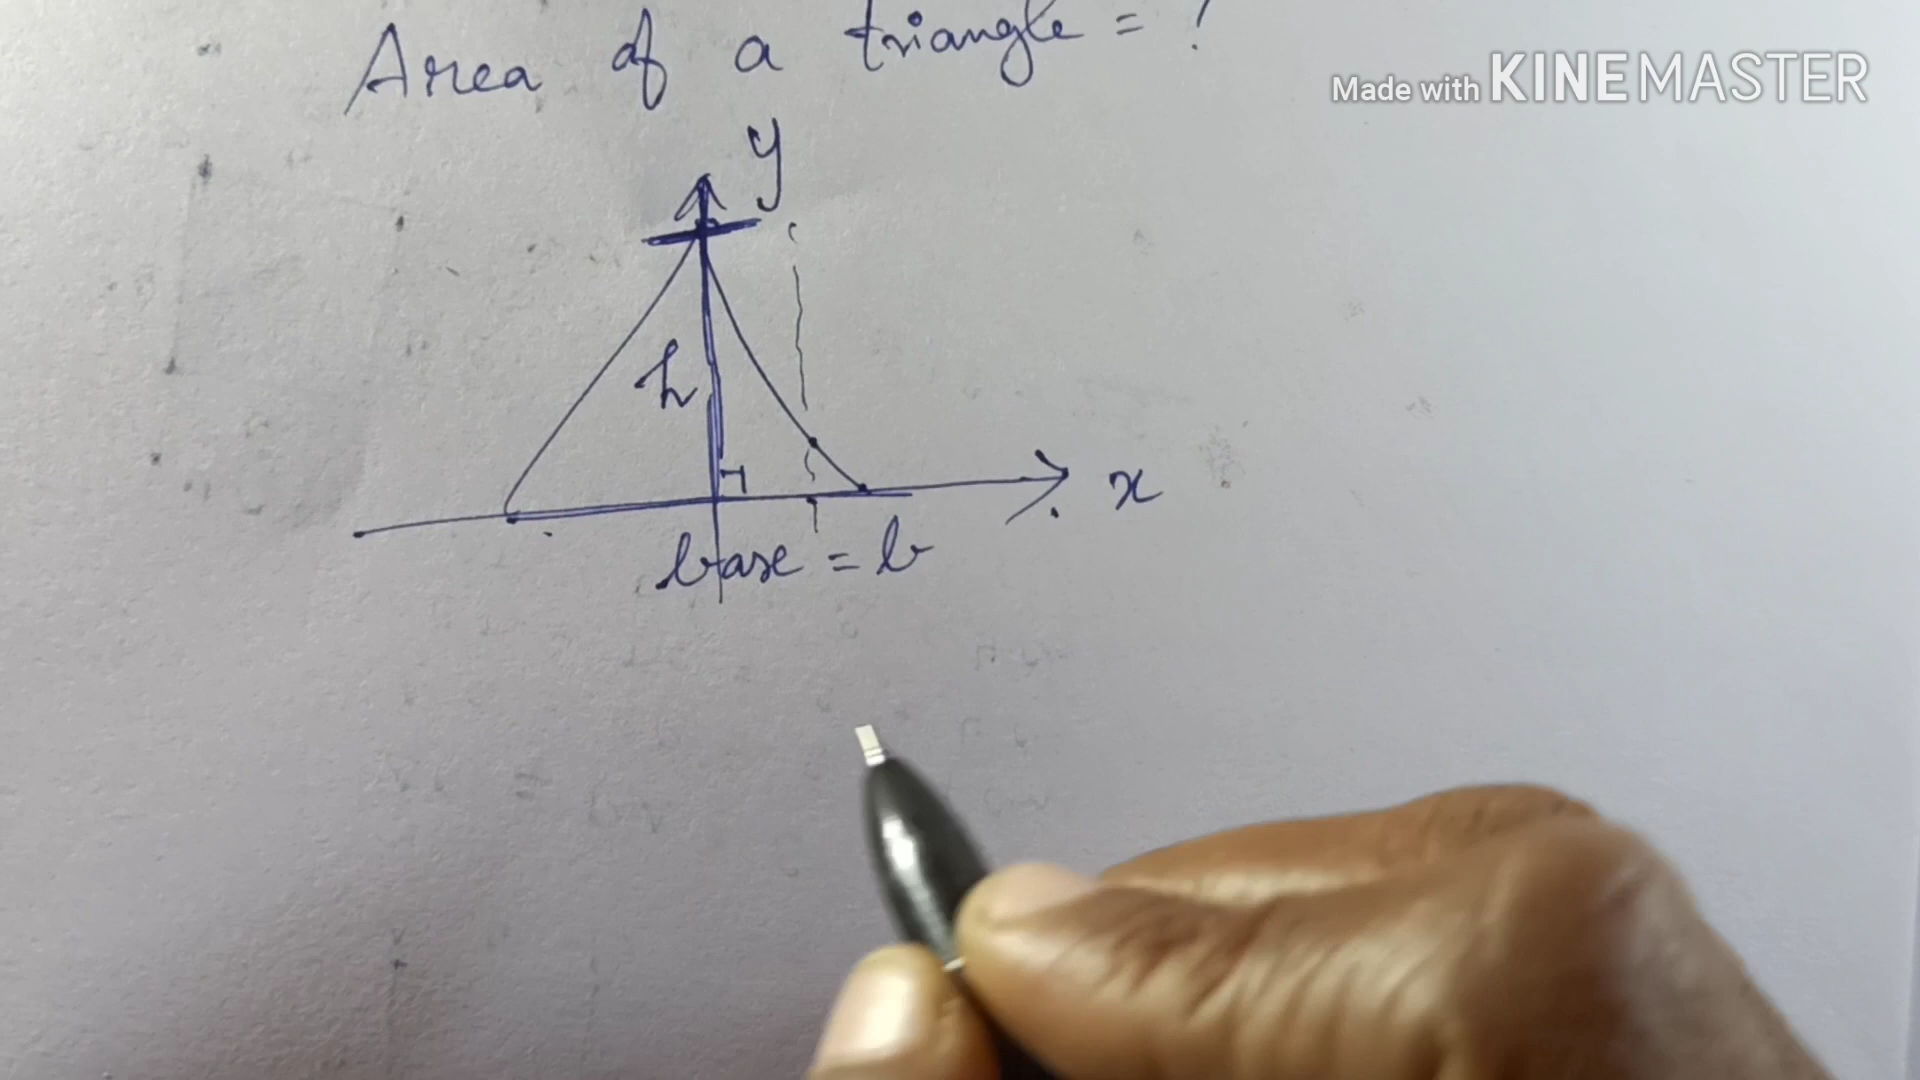 Area of a triangle = ?
Made with KINEMASTER
y
h
x
base = b